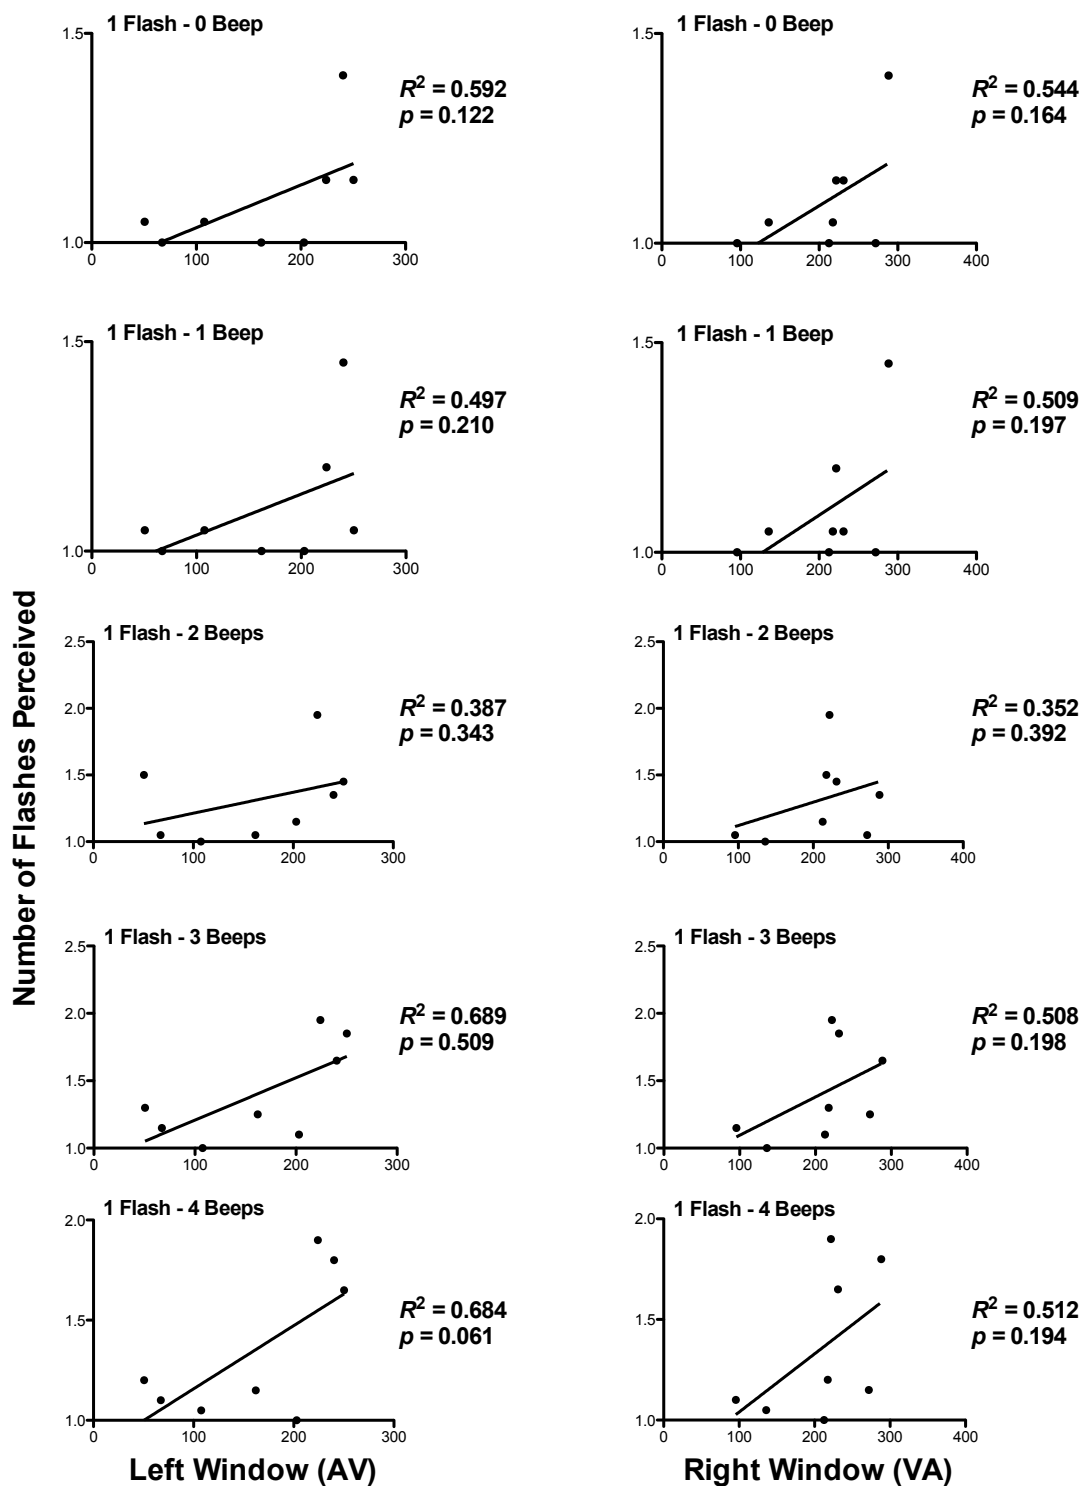 Number of Flashes Perceived
1 Flash - 0 Beep
1.5
1.0
0 100 200 300
R² = 0.592
p = 0.122
1 Flash - 0 Beep
1.5
1.0
0 100 200 300 400
R² = 0.544
p = 0.164
1 Flash - 1 Beep
1.5
1.0
0 100 200 300
R² = 0.497
p = 0.210
1 Flash - 1 Beep
1.5
1.0
0 100 200 300 400
R² = 0.509
p = 0.197
1 Flash - 2 Beeps
2.5
2.0
1.5
1.0
0 100 200 300
R² = 0.387
p = 0.343
1 Flash - 2 Beeps
2.5
2.0
1.5
1.0
0 100 200 300 400
R² = 0.352
p = 0.392
1 Flash - 3 Beeps
2.5
2.0
1.5
1.0
0 100 200 300
R² = 0.689
p = 0.509
1 Flash - 3 Beeps
2.5
2.0
1.5
1.0
0 100 200 300 400
R² = 0.508
p = 0.198
1 Flash - 4 Beeps
2.0
1.5
1.0
0 100 200 300
R² = 0.684
p = 0.061
1 Flash - 4 Beeps
2.0
1.5
1.0
0 100 200 300 400
R² = 0.512
p = 0.194
Left Window (AV)
Right Window (VA)